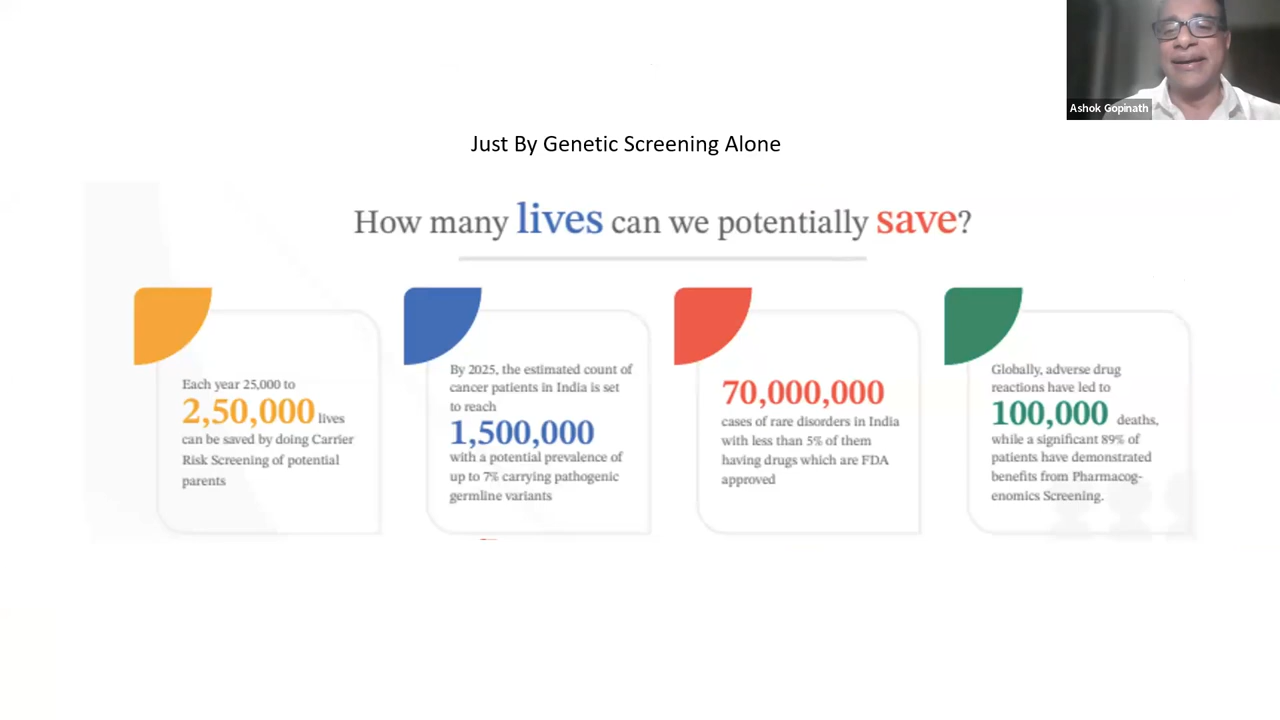 Ashok Gopinath
Just By Genetic Screening Alone
How many lives can we potentially save?
Each year 25,000 to
2,50,000 lives
can be saved by doing Carrier
Risk Screening of potential
parents
By 2025, the estimated count of
cancer patients in India is set
to reach
1,500,000
with a potential prevalence of
up to 7% carrying pathogenic
germline variants
70,000,000
cases of rare disorders in India
with less than 5% of them
having drugs which are FDA
approved
Globally, adverse drug
reactions have led to
100,000 deaths,
while a significant 89% of
patients have demonstrated
benefits from Pharmacog-
enomics Screening.